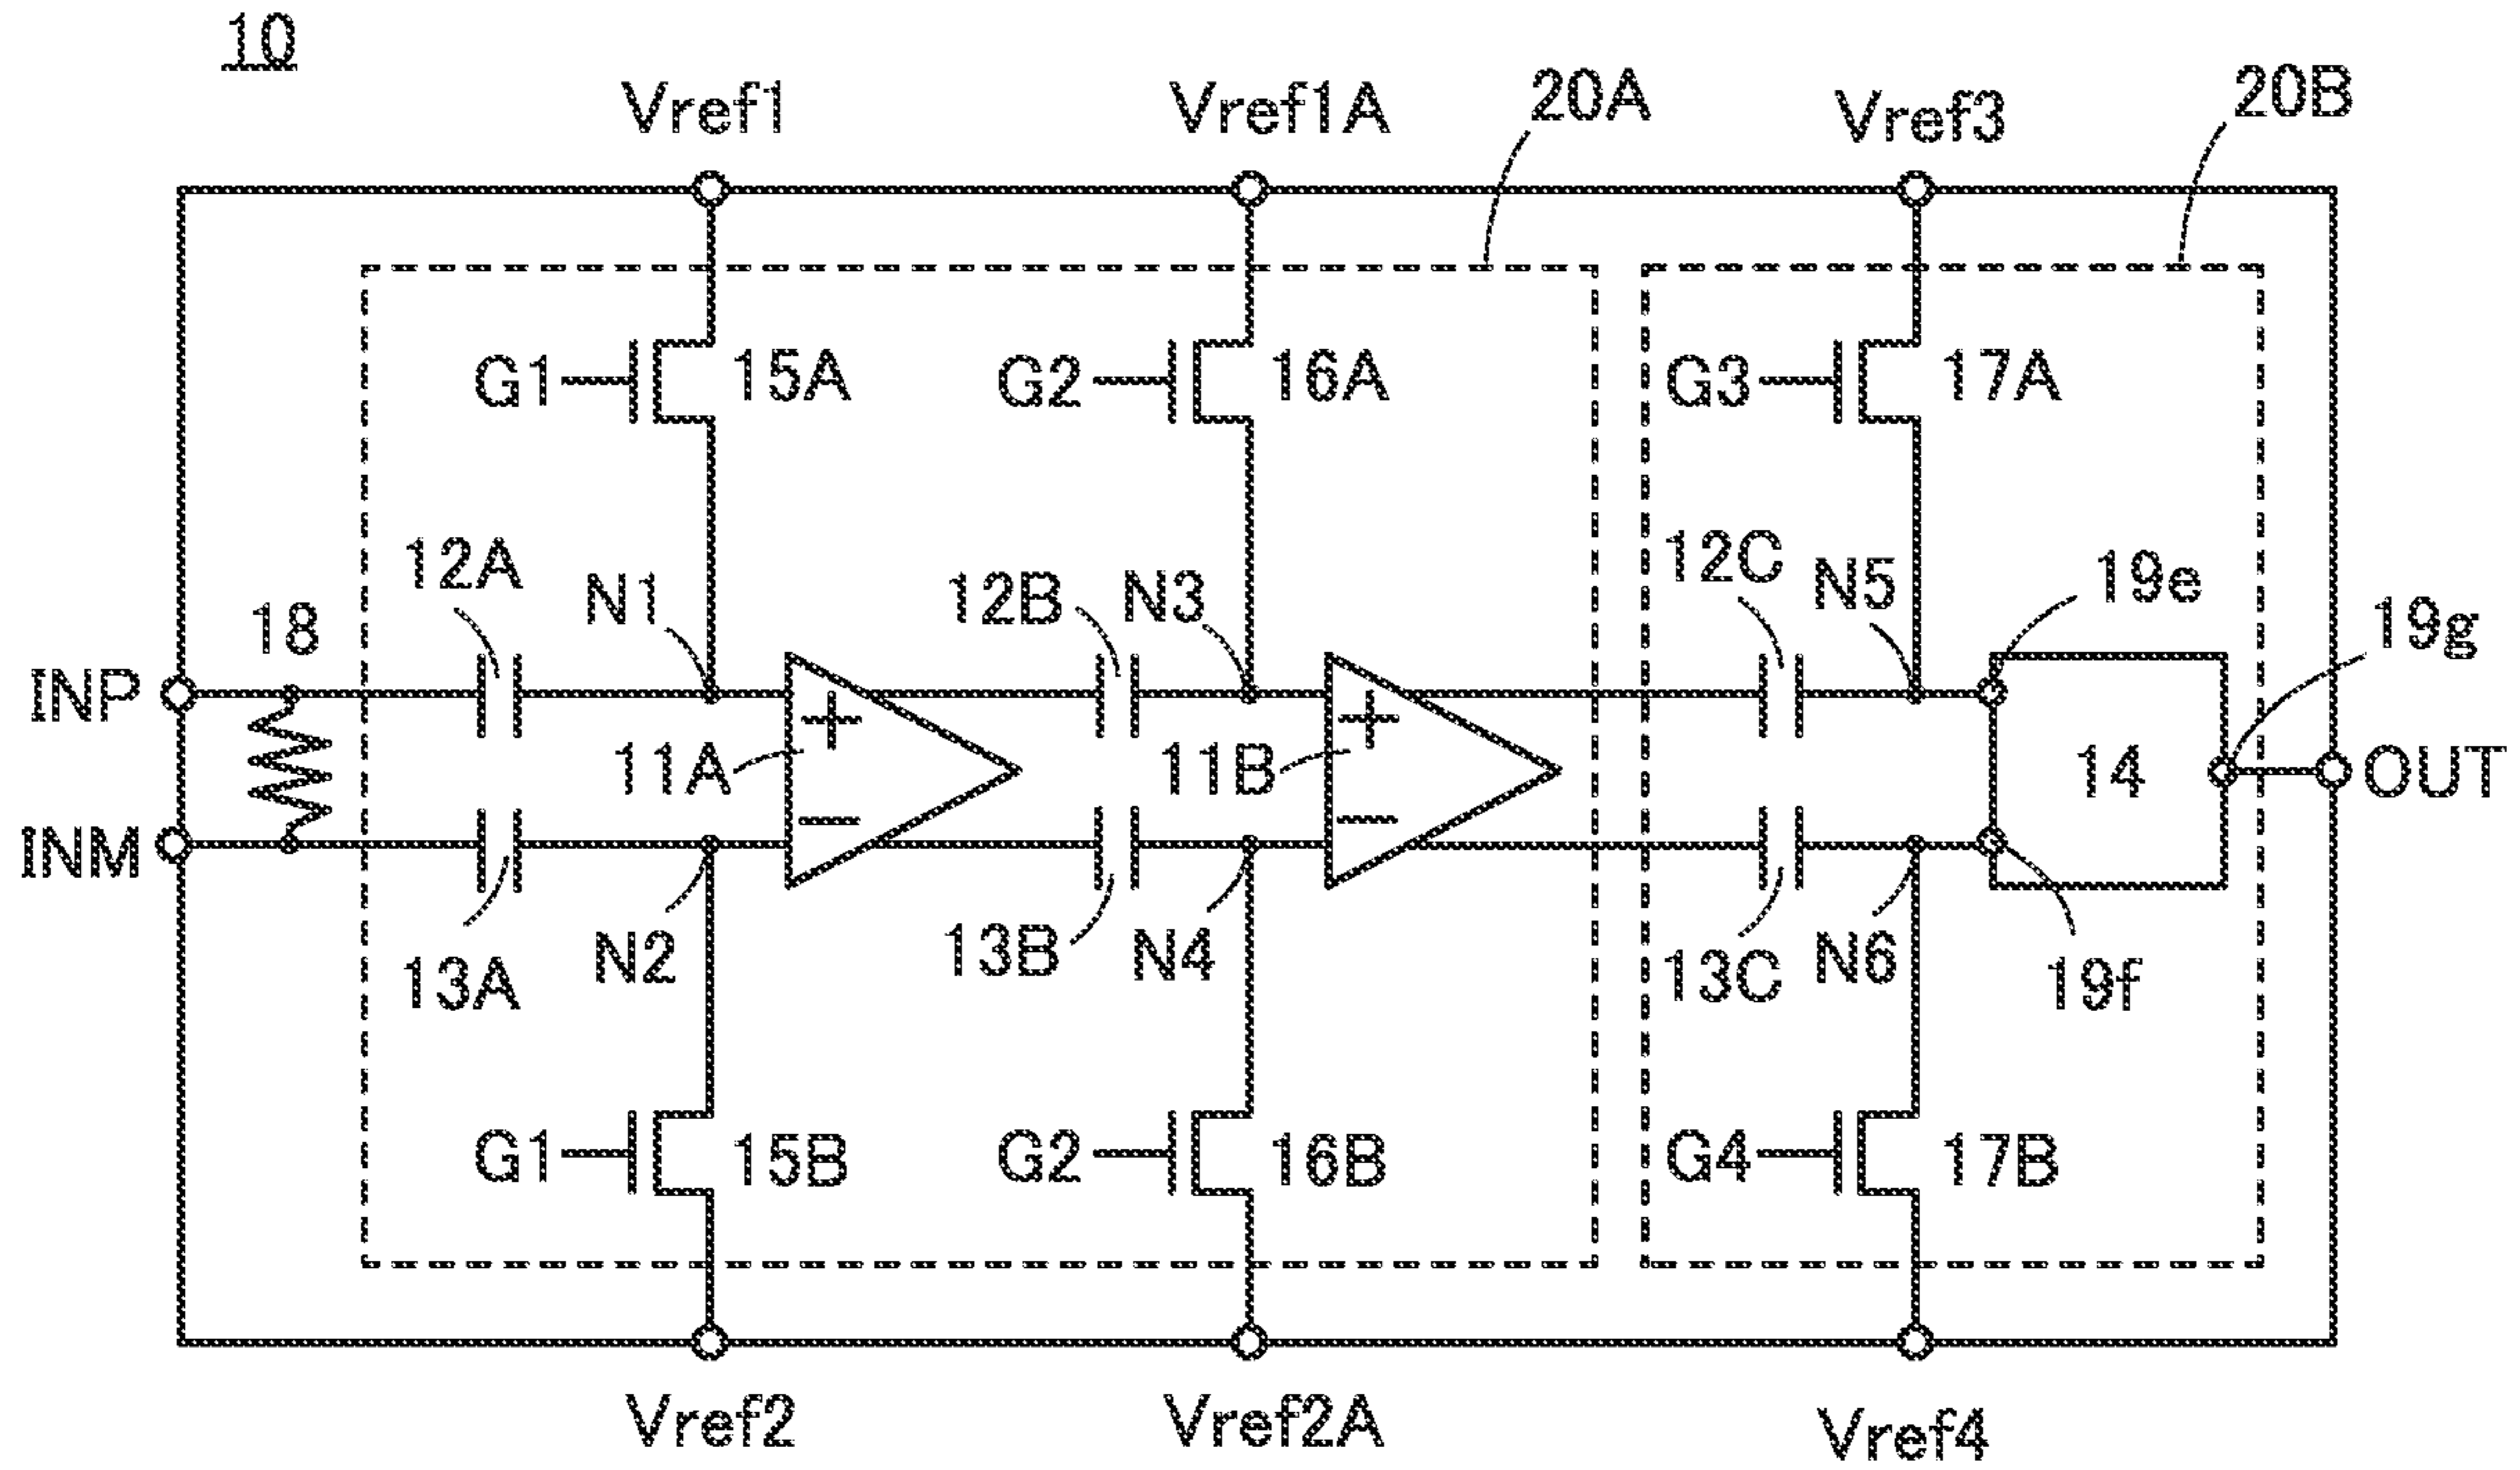 10
Vref1
Vref1A
20A
Vref3
20B
G1
15A
G2
16A
G3
17A
12A
N1
12B
N3
12C
N5
19e
18
19g
INP
+
+
11A
11B
14
OUT
INM
−
−
13A
N2
13B
N4
13C
N6
19f
G1
15B
G2
16B
G4
17B
Vref2
Vref2A
Vref4